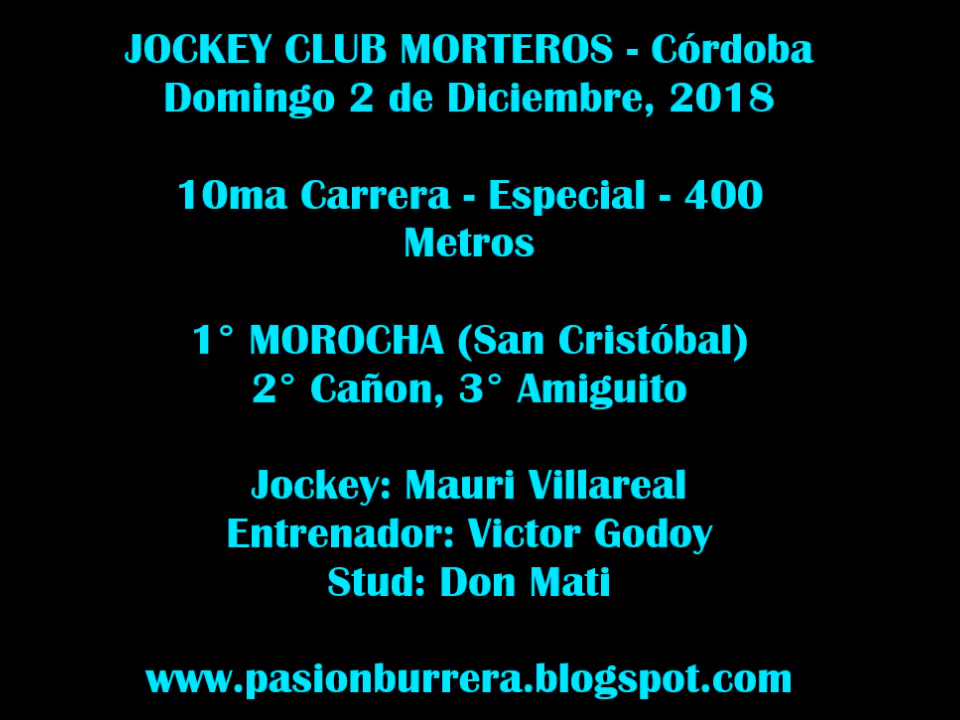 JOCKEY CLUB MORTEROS - Córdoba
Domingo 2 de Diciembre, 2018
10ma Carrera - Especial - 400
Metros
1° MOROCHA (San Cristóbal)
2° Cañon, 3° Amiguito
Jockey: Mauri Villareal
Entrenador: Victor Godoy
Stud: Don Mati
www.pasionburrera.blogspot.com